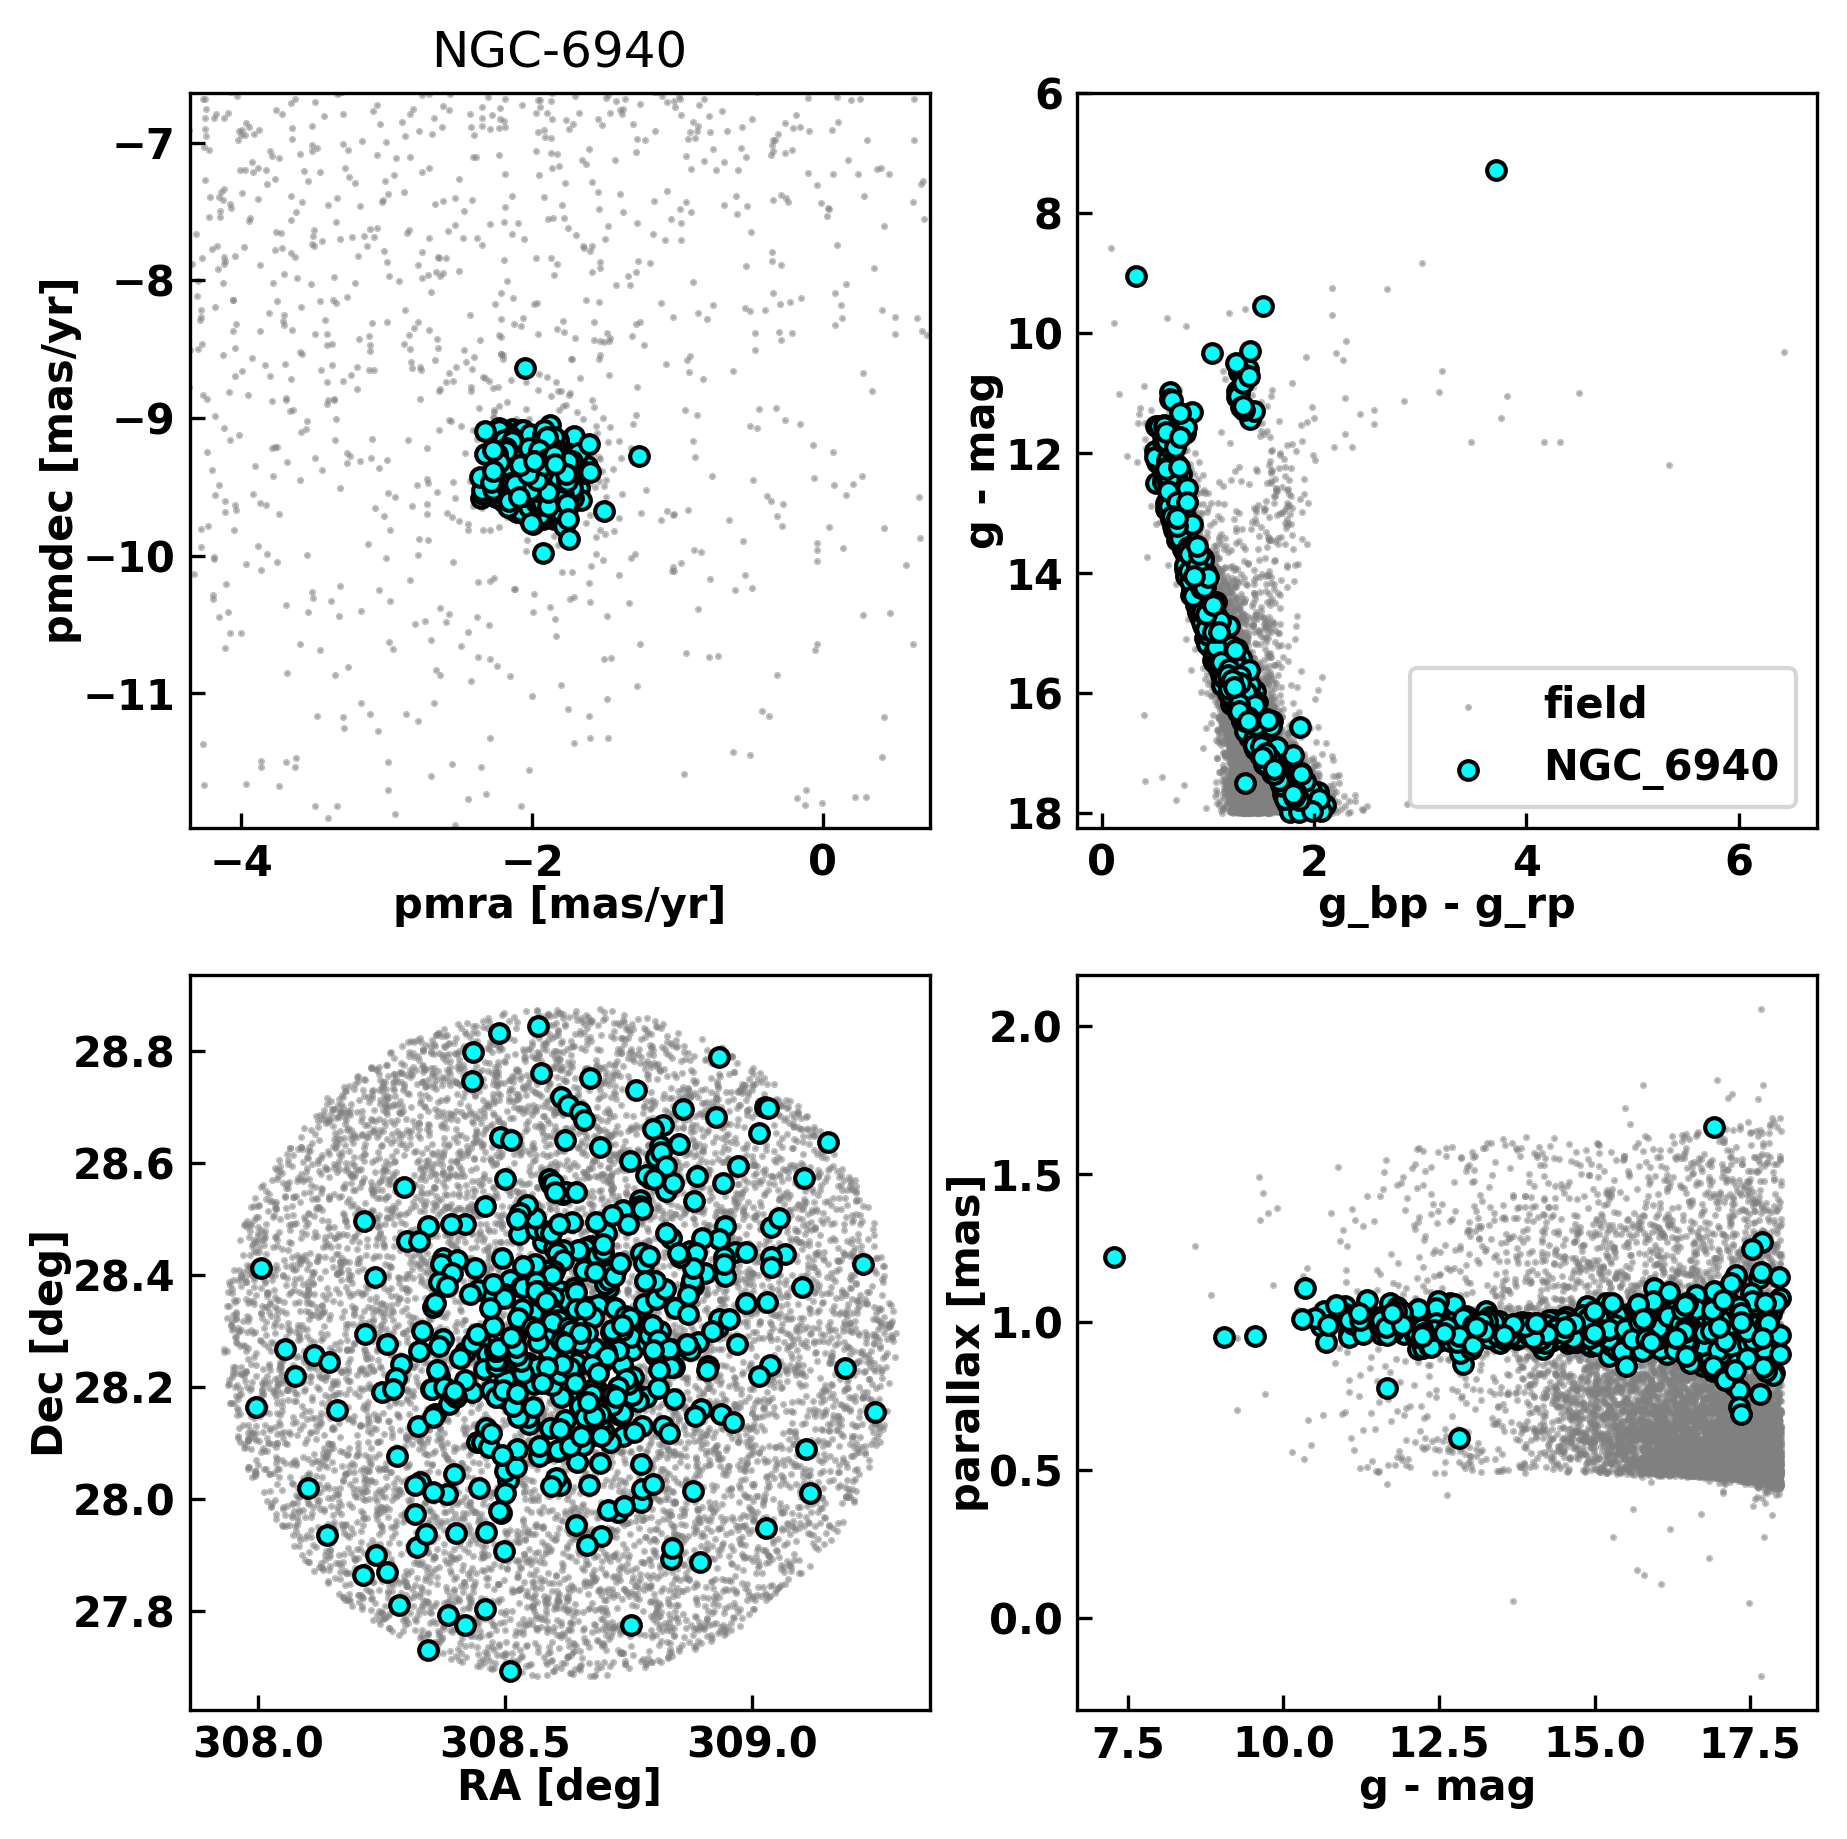 NGC-6940
−7
−8
−9
−10
−11
pmdec [mas/yr]
−4 −2 0
pmra [mas/yr]
6
8
10
12
14
16
18
g - mag
field
NGC_6940
0 2 4 6
g_bp - g_rp
28.8
28.6
28.4
28.2
28.0
27.8
Dec [deg]
308.0 308.5 309.0
RA [deg]
2.0
1.5
1.0
0.5
0.0
parallax [mas]
7.5 10.0 12.5 15.0 17.5
g - mag